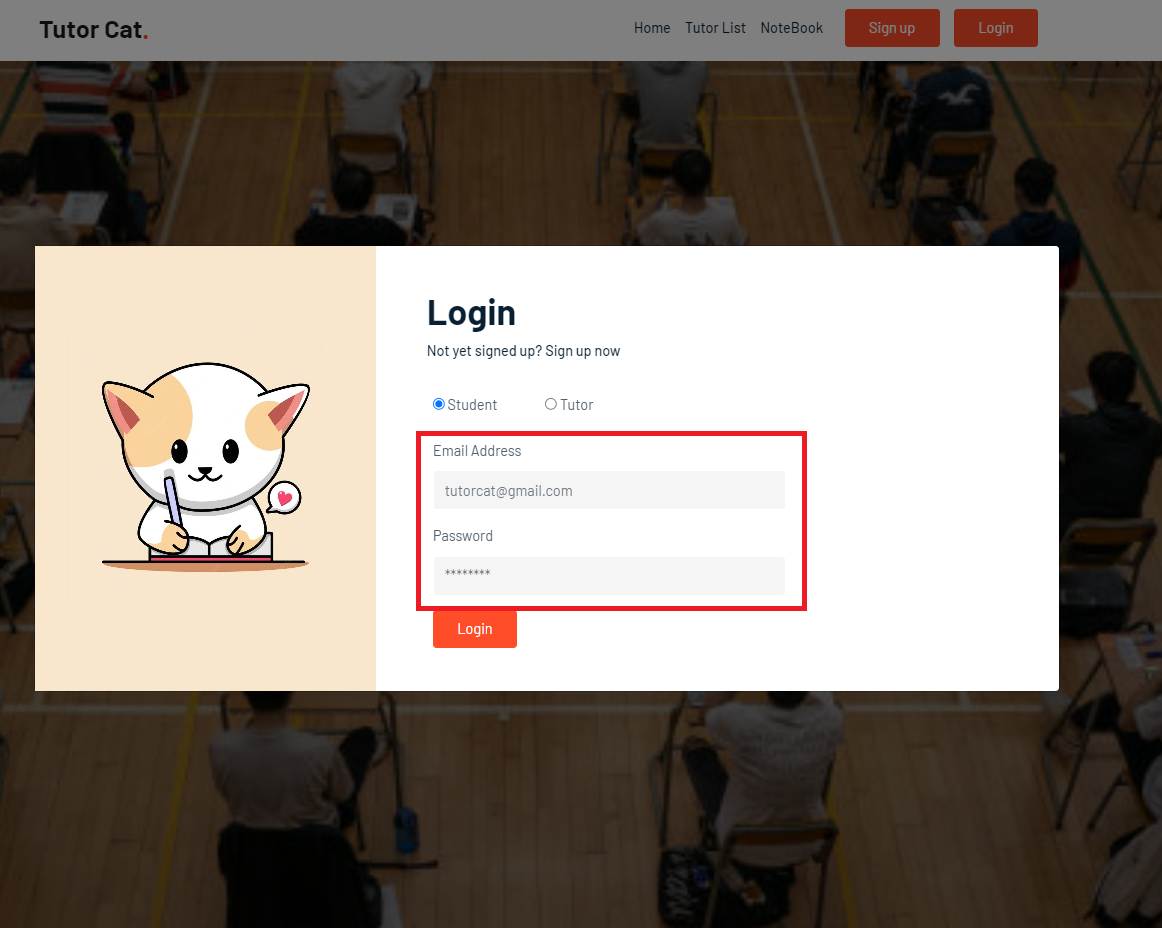 Tutor Cat.
Home Tutor List NoteBook Sign up Login
Login
Not yet signed up? Sign up now
Student Tutor
Email Address
tutorcat@gmail.com
Password
********
Login